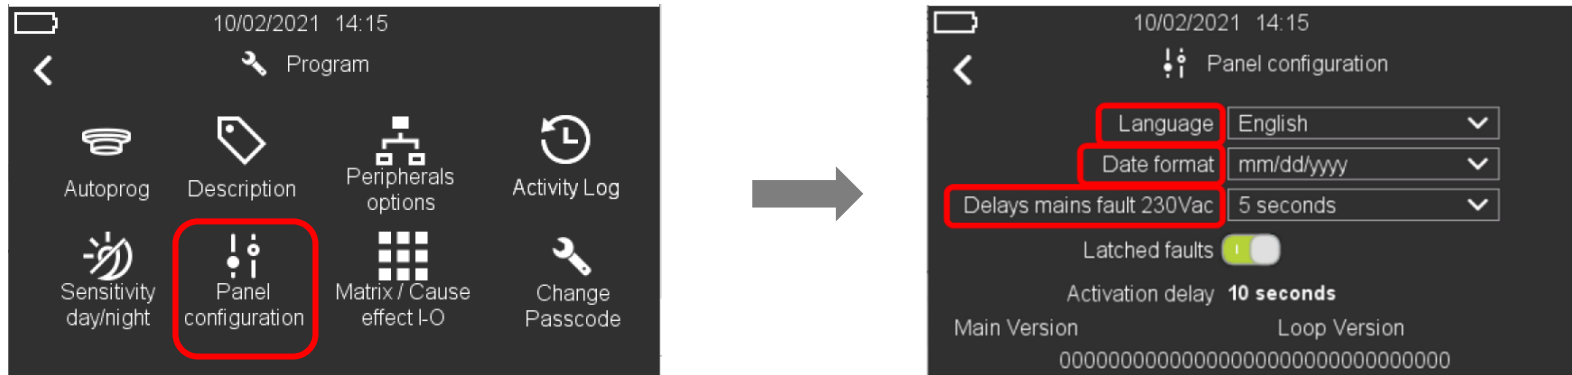 10/02/2021 14:15
Program
Autoprog
Description
Peripherals
options
Activity Log
Sensitivity
day/night
Panel
configuration
Matrix / Cause
effect I-O
Change
Passcode
10/02/2021 14:15
Panel configuration
Language English
Date format mm/dd/yyyy
Delays mains fault 230Vac 5 seconds
Latched faults
Activation delay 10 seconds
Main Version Loop Version
000000000000000000000000000000